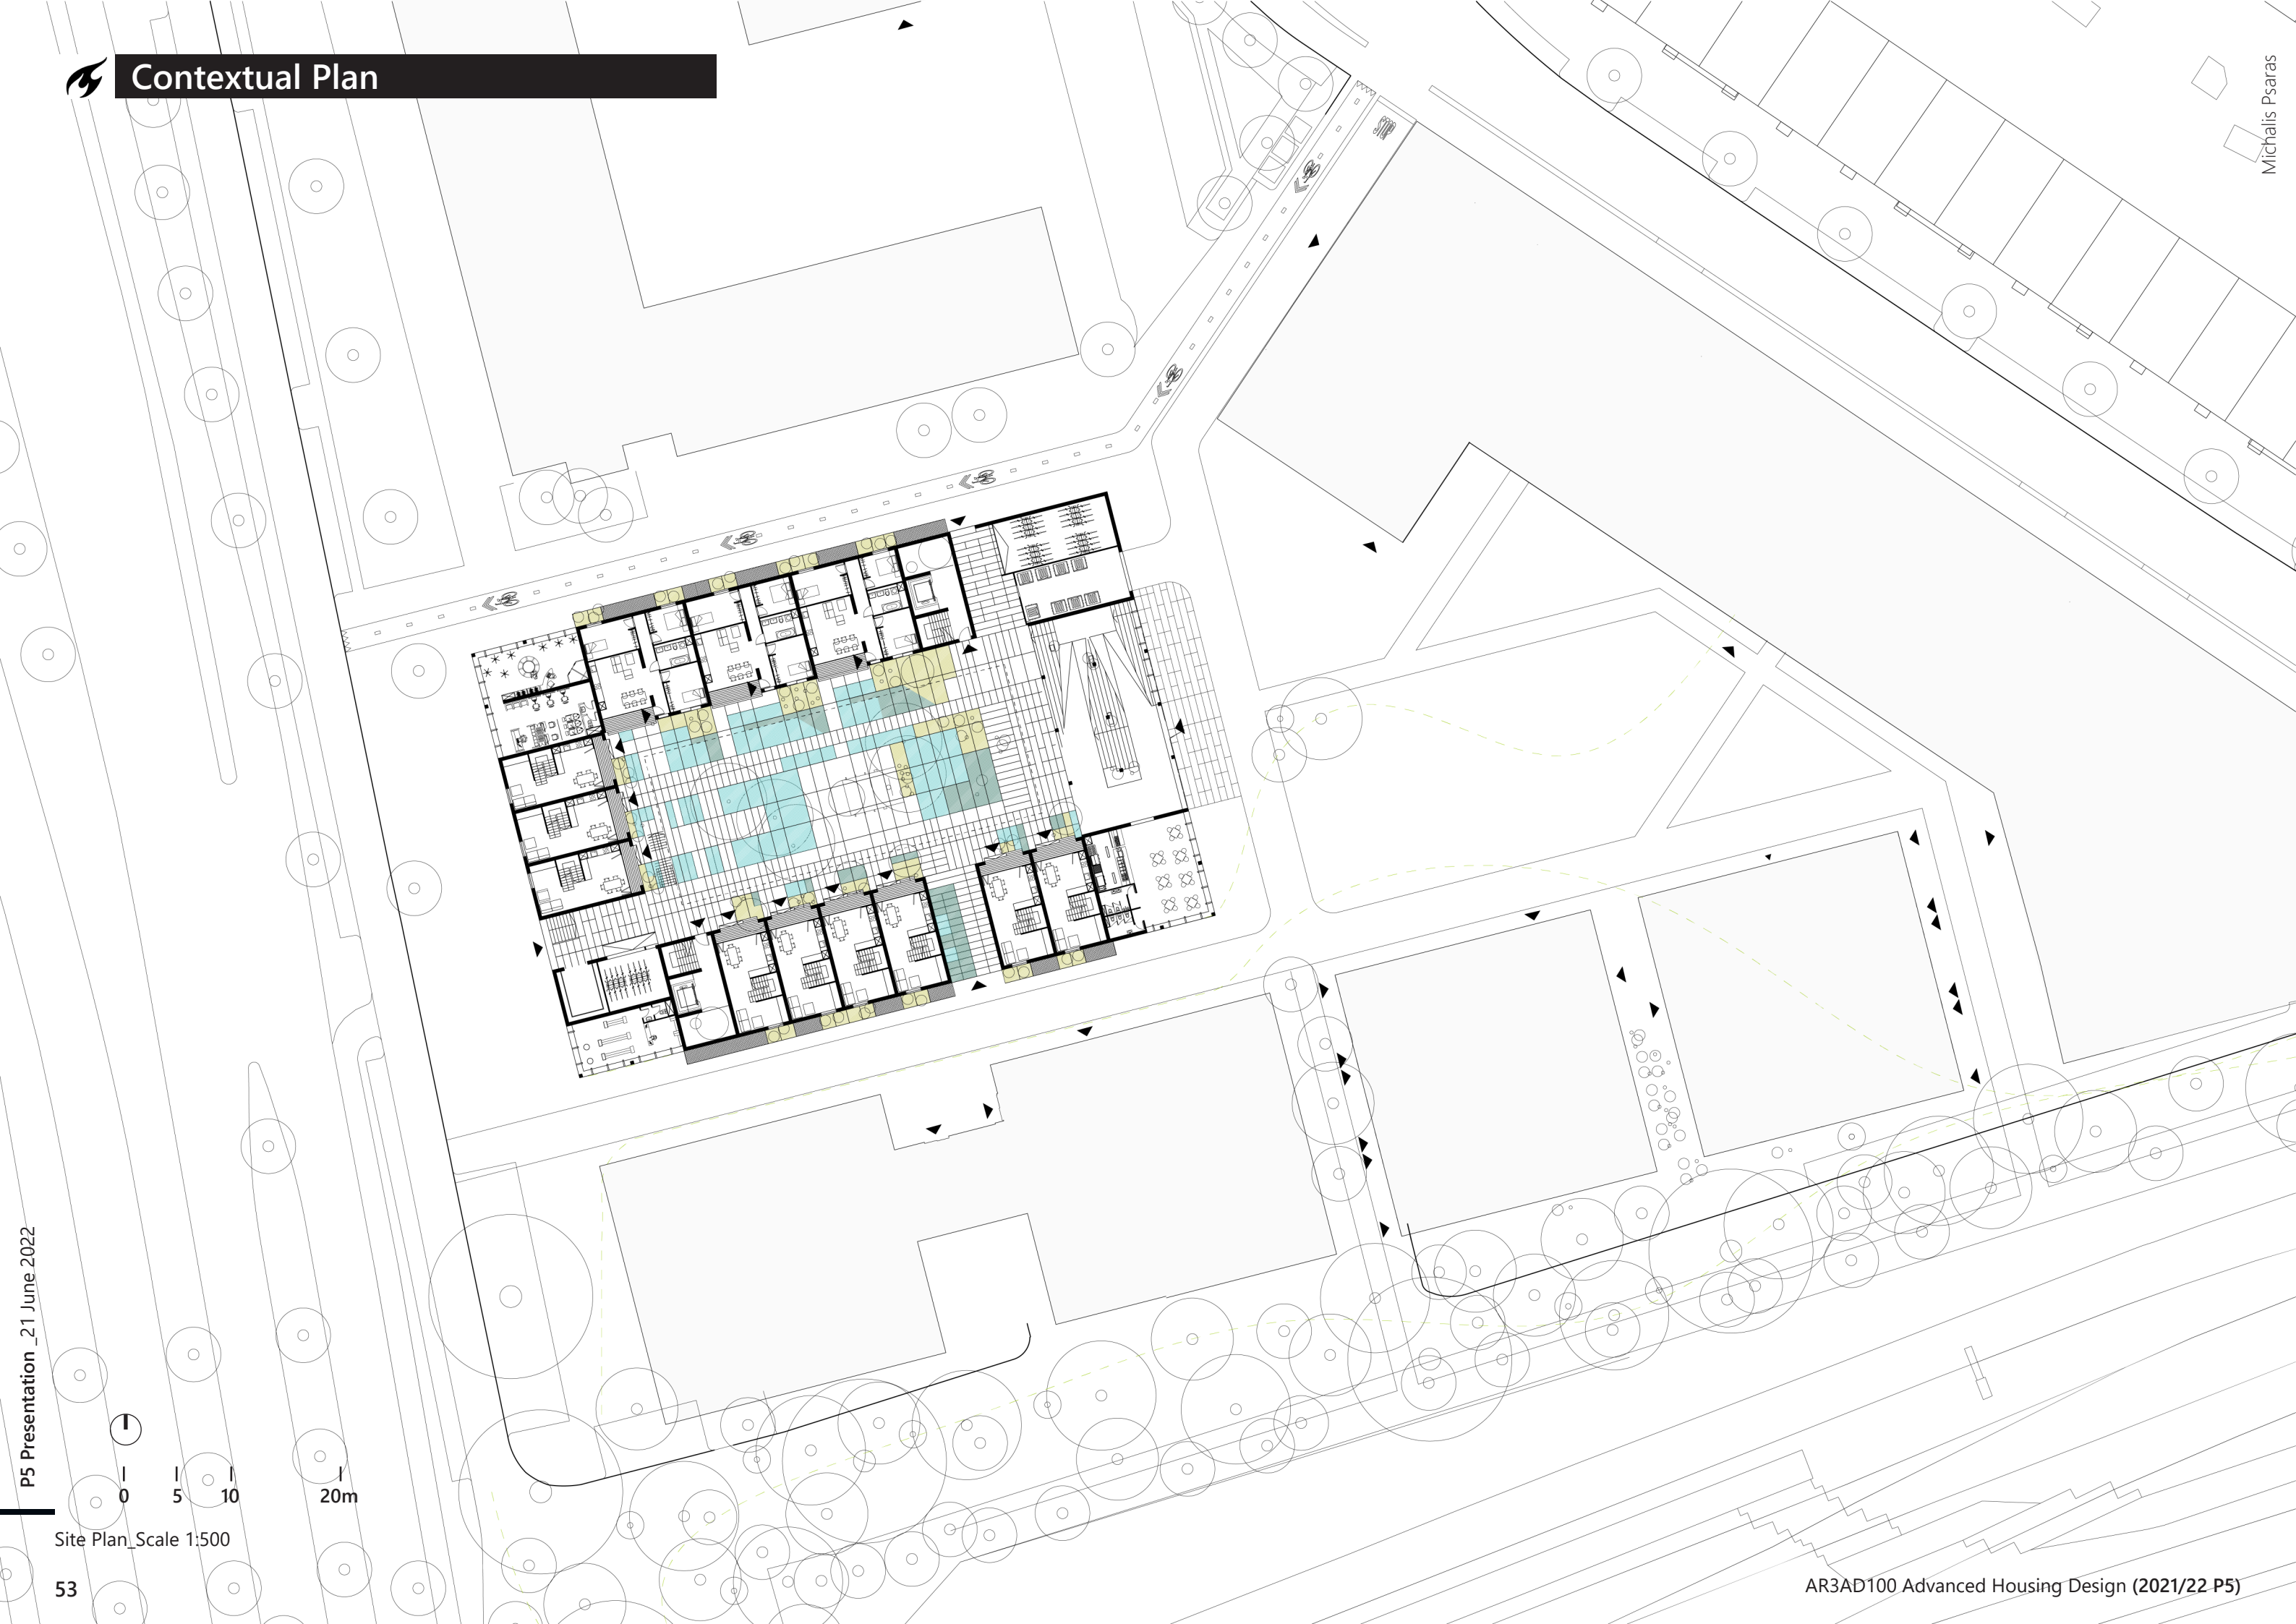 Contextual Plan
Michalis Psaras
P5 Presentation _21 June 2022
0 5 10 20m
Site Plan_Scale 1:500
53
AR3AD100 Advanced Housing Design (2021/22 P5)